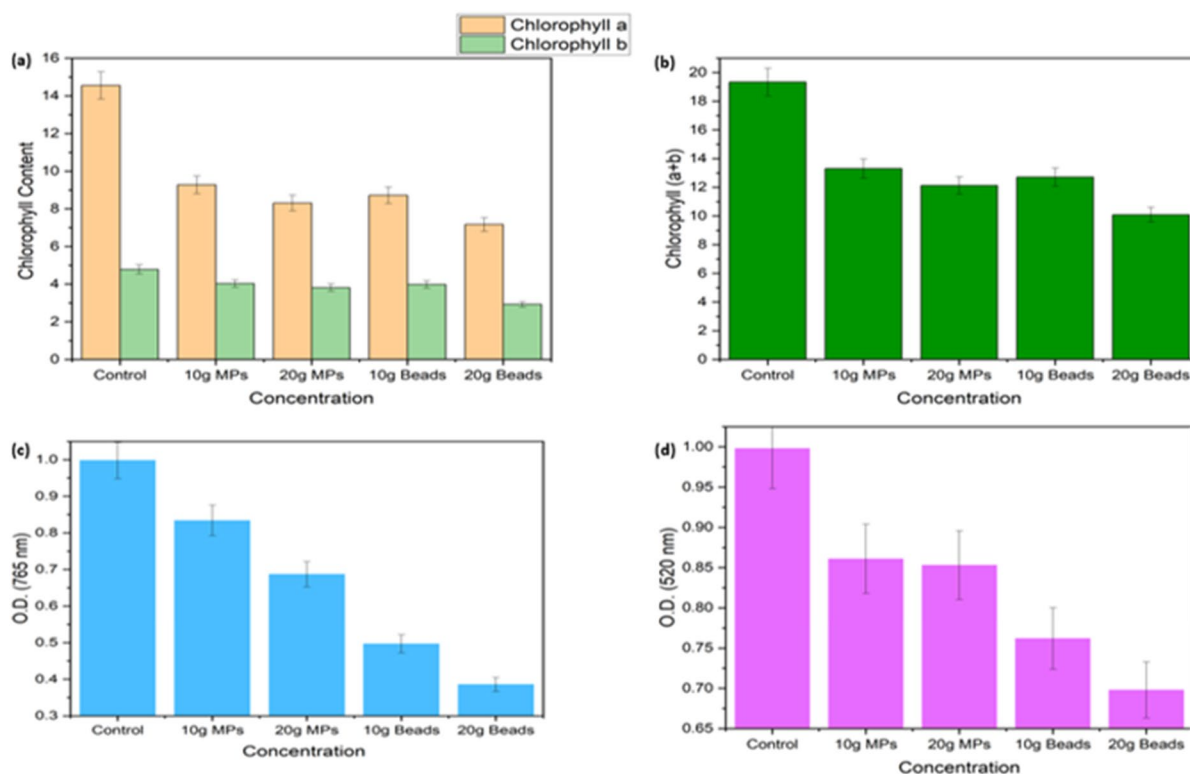 Chlorophyll a
Chlorophyll b
(a)
16
14
12
10
8
6
4
2
0
Chlorophyll Content
Control 10g MPs 20g MPs 10g Beads 20g Beads
Concentration
(b)
20
18
16
14
12
10
8
6
4
2
0
Chlorophyll (a+b)
Control 10g MPs 20g MPs 10g Beads 20g Beads
Concentration
(c)
1.0
0.9
0.8
0.7
0.6
0.5
0.4
0.3
O.D. (765 nm)
Control 10g MPs 20g MPs 10g Beads 20g Beads
Concentration
(d)
1.00
0.95
0.90
0.85
0.80
0.75
0.70
0.65
O.D. (520 nm)
Control 10g MPs 20g MPs 10g Beads 20g Beads
Concentration